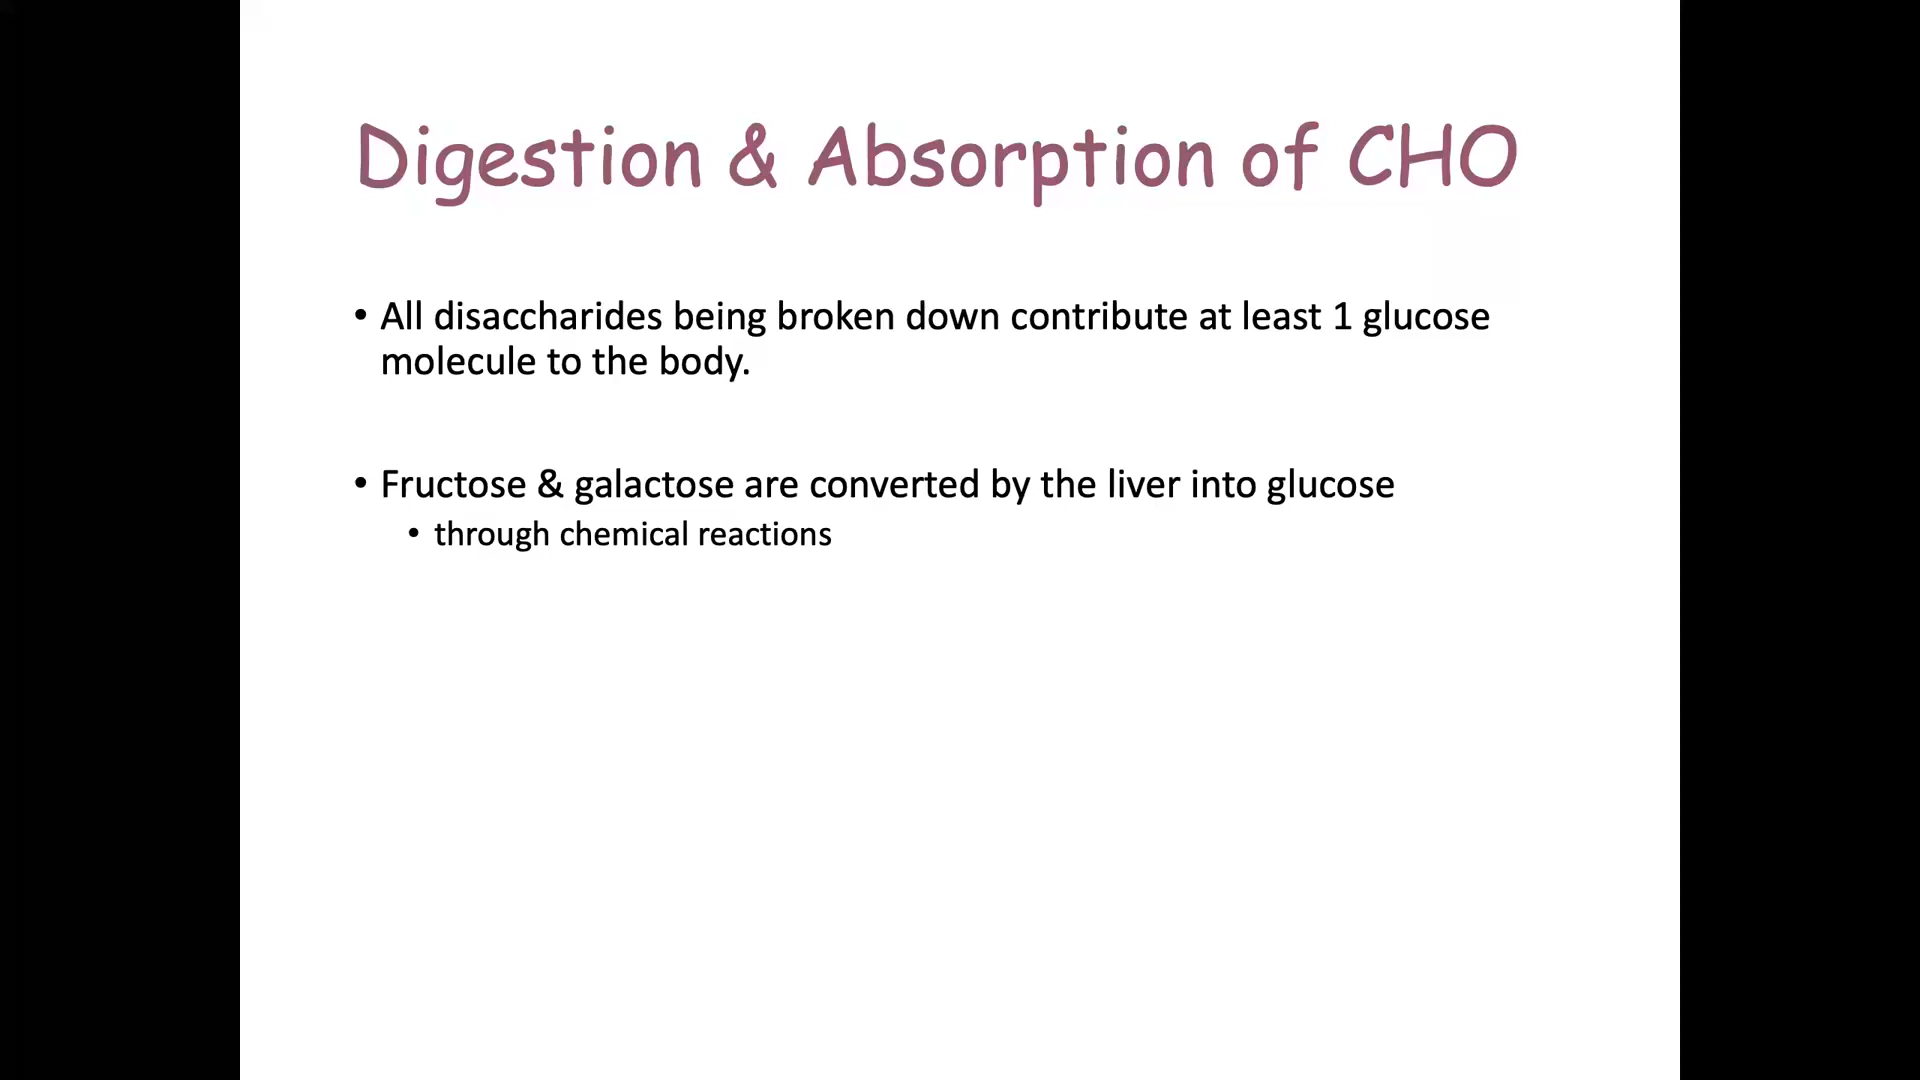 Digestion & Absorption of CHO
• All disaccharides being broken down contribute at least 1 glucose
molecule to the body.
• Fructose & galactose are converted by the liver into glucose
• through chemical reactions